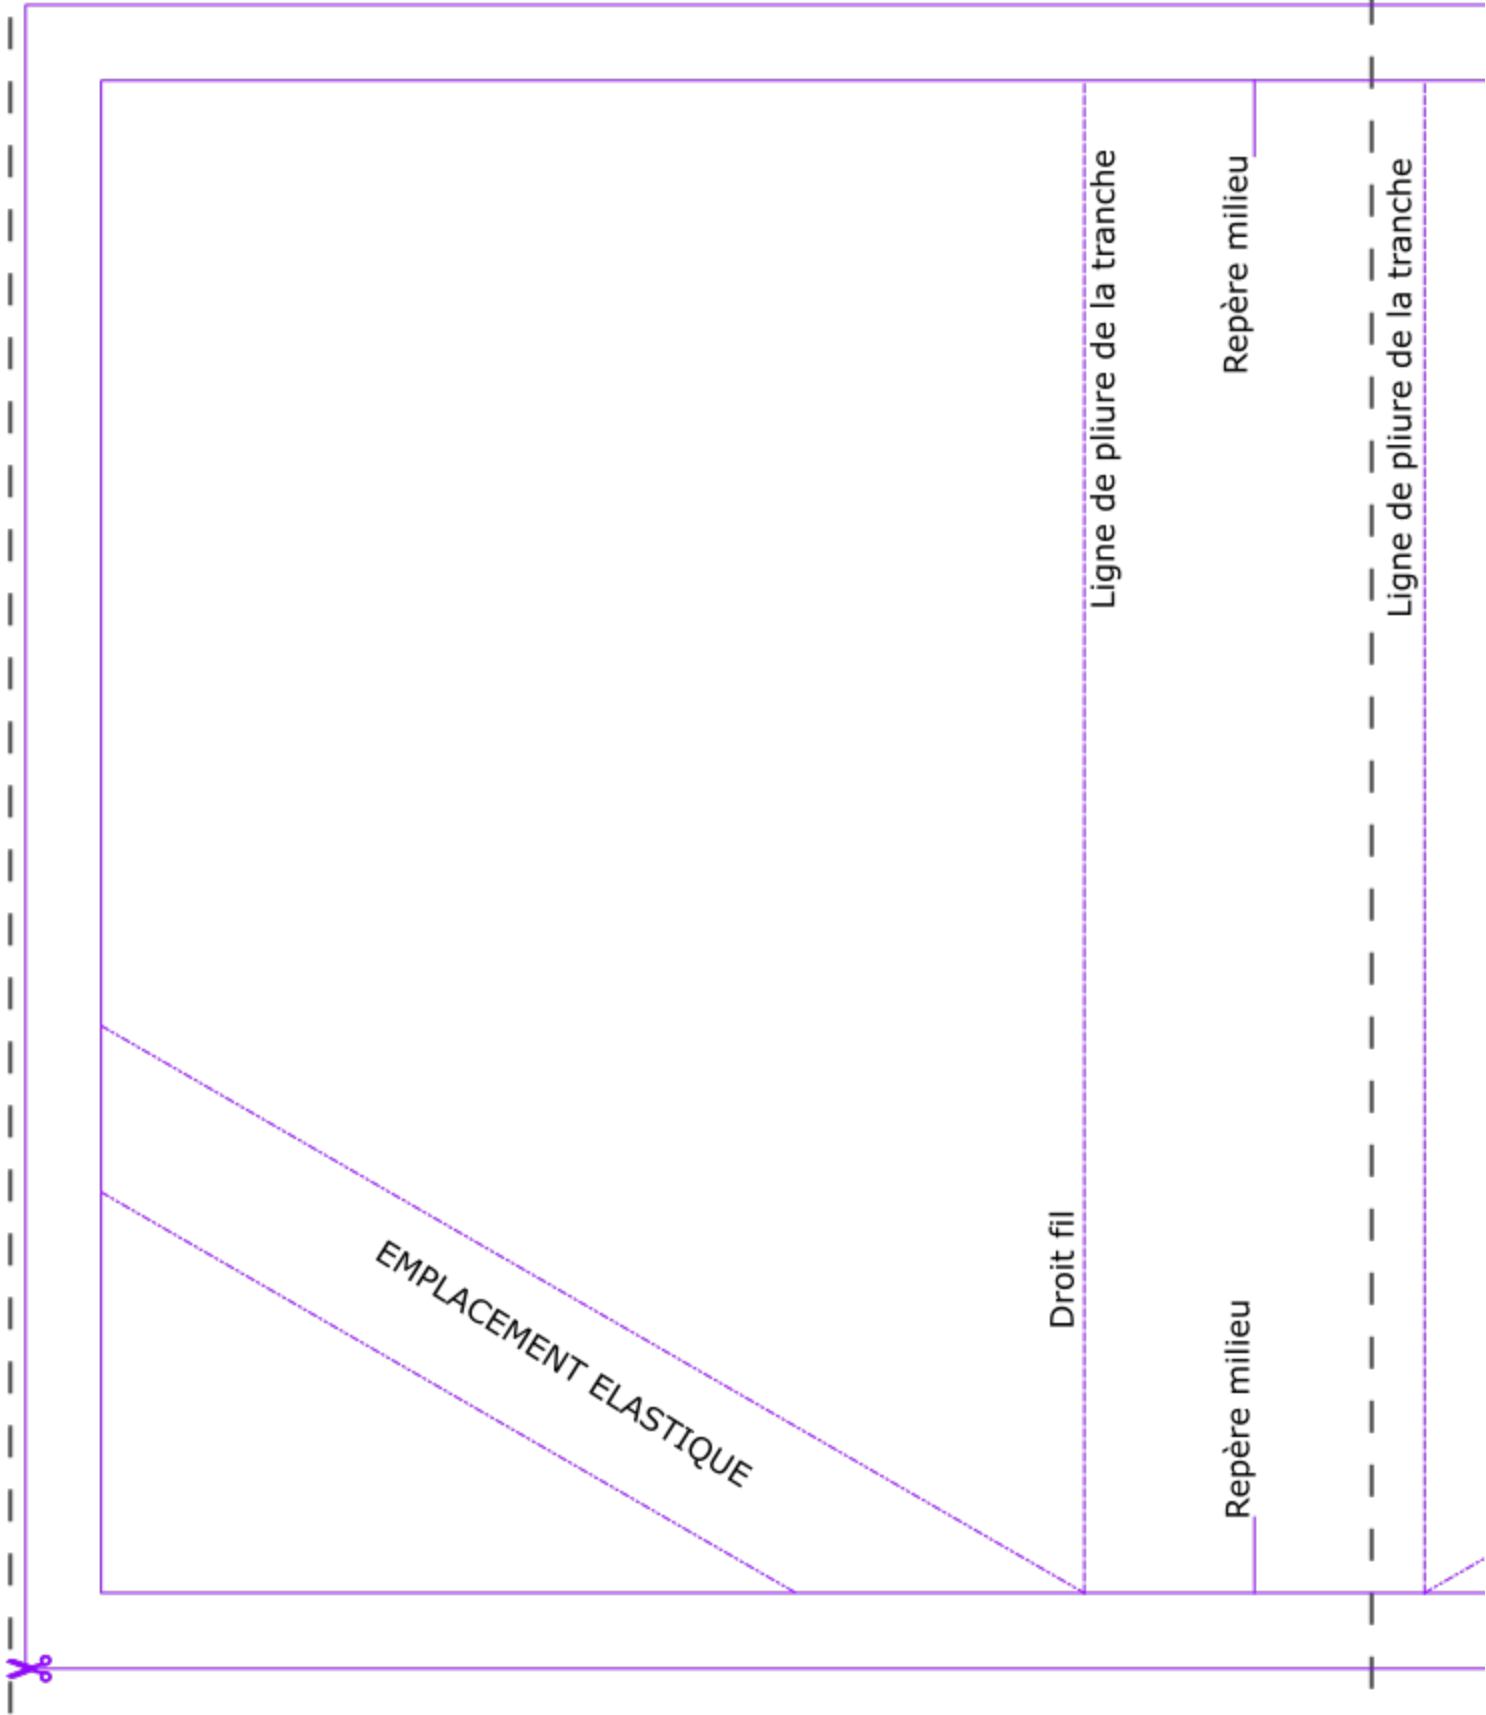 Ligne de pliure de la tranche
Repère milieu
Ligne de pliure de la tranche
EMPLACEMENT ELASTIQUE
Droit fil
Repère milieu